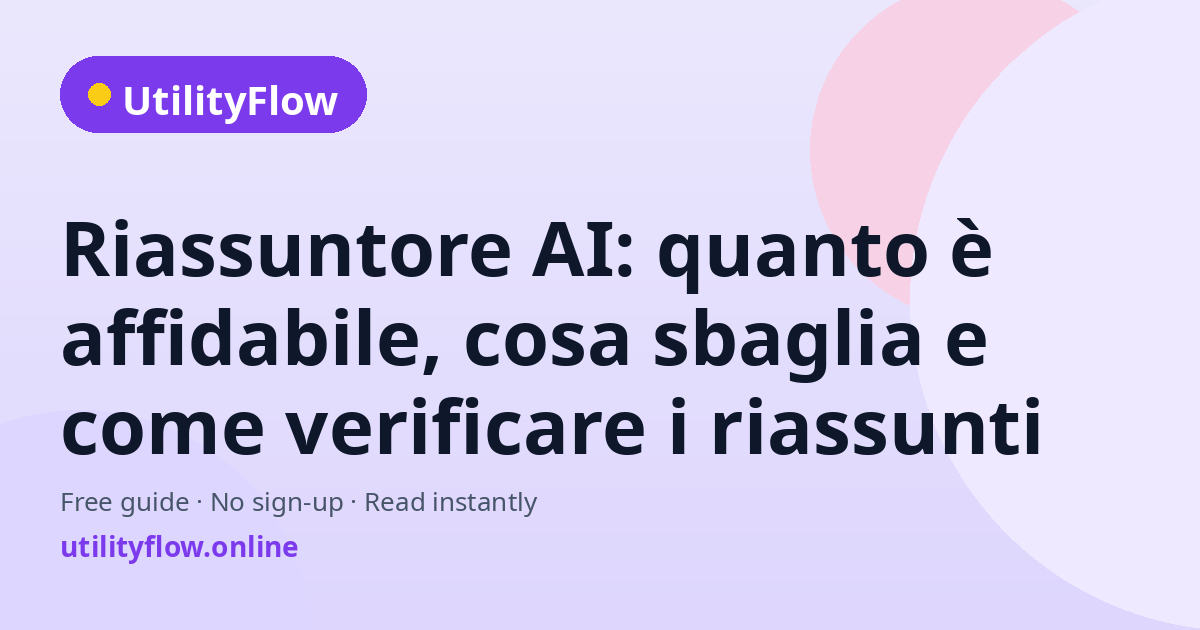 UtilityFlow
Riassuntore AI: quanto è
affidabile, cosa sbaglia e
come verificare i riassunti
Free guide · No sign-up · Read instantly
utilityflow.online